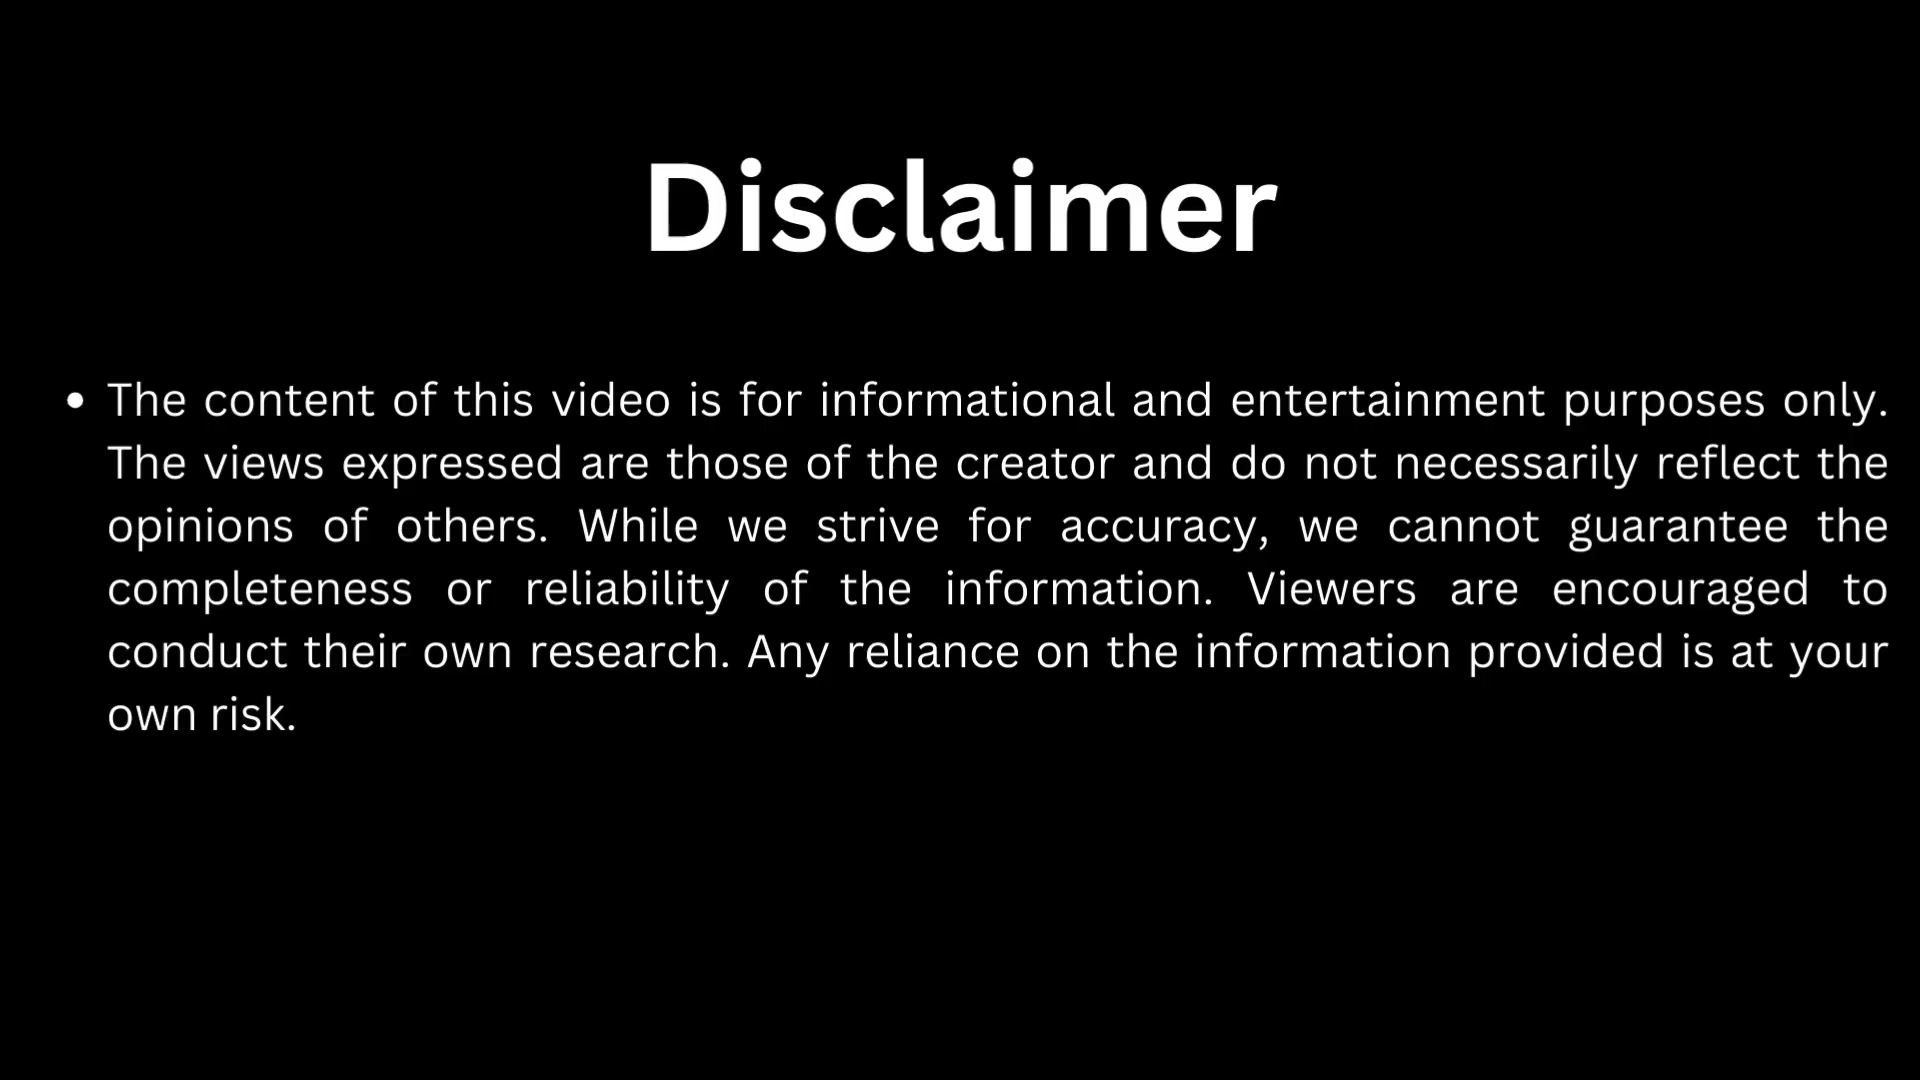 Disclaimer
• The content of this video is for informational and entertainment purposes only.
The views expressed are those of the creator and do not necessarily reflect the
opinions of others. While we strive for accuracy, we cannot guarantee the
completeness or reliability of the information. Viewers are encouraged to
conduct their own research. Any reliance on the information provided is at your
own risk.